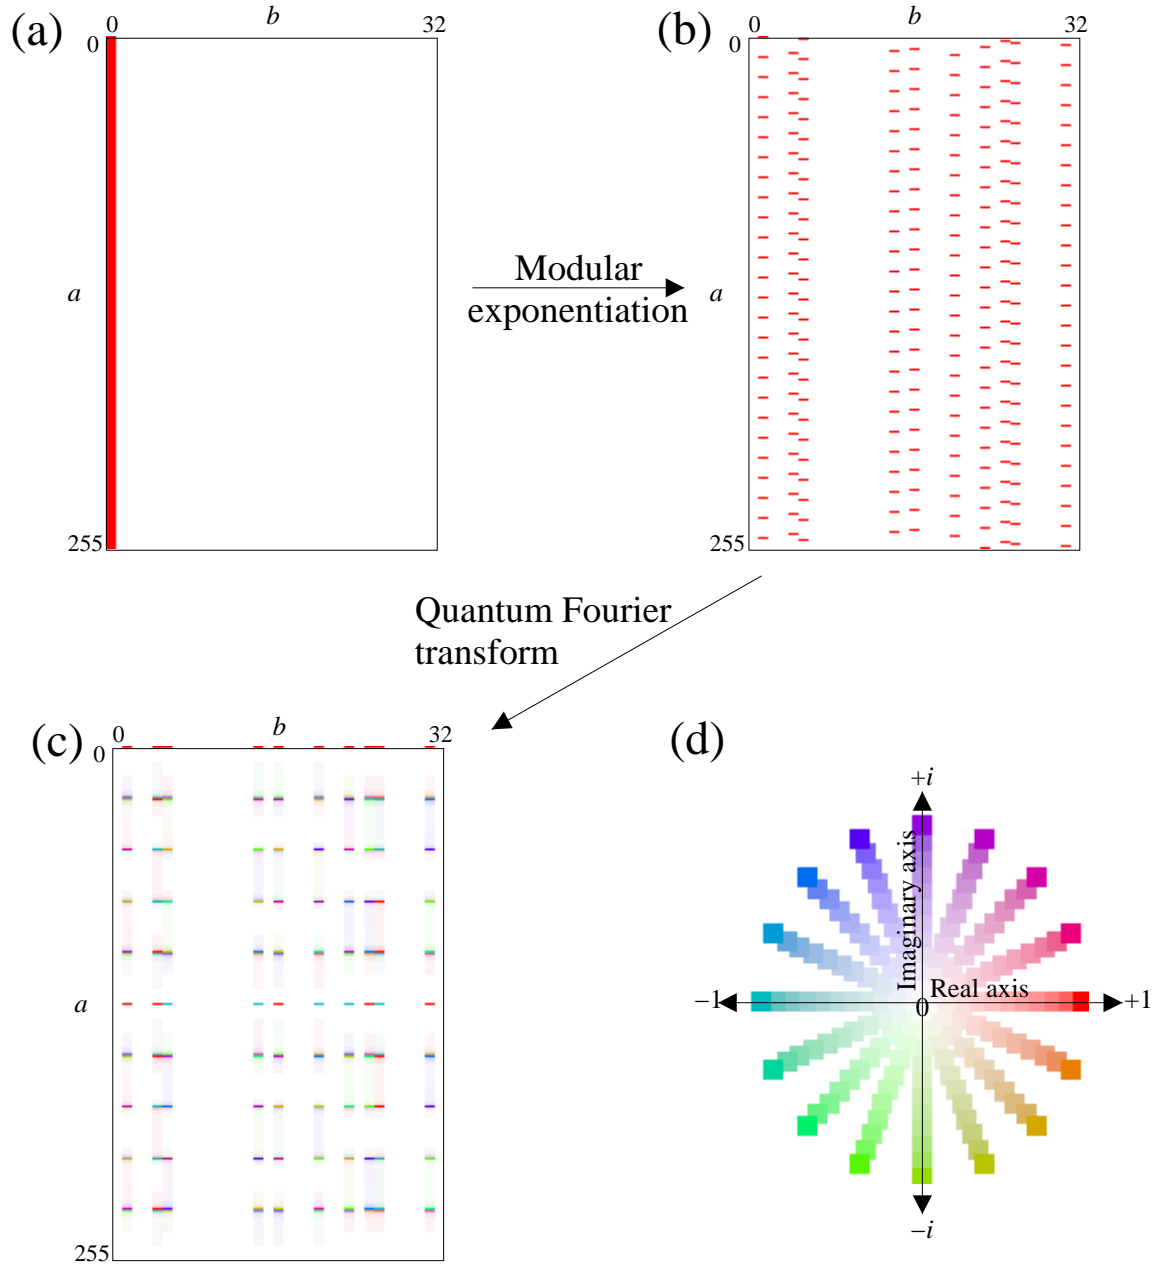 (a)
b
0
32
0
a
255
Modular
exponentiation
(b)
b
0
32
0
a
255
Quantum Fourier
transform
(c)
b
0
32
0
a
255
(d)
+i
Imaginary axis
Real axis
−1
0
+1
−i